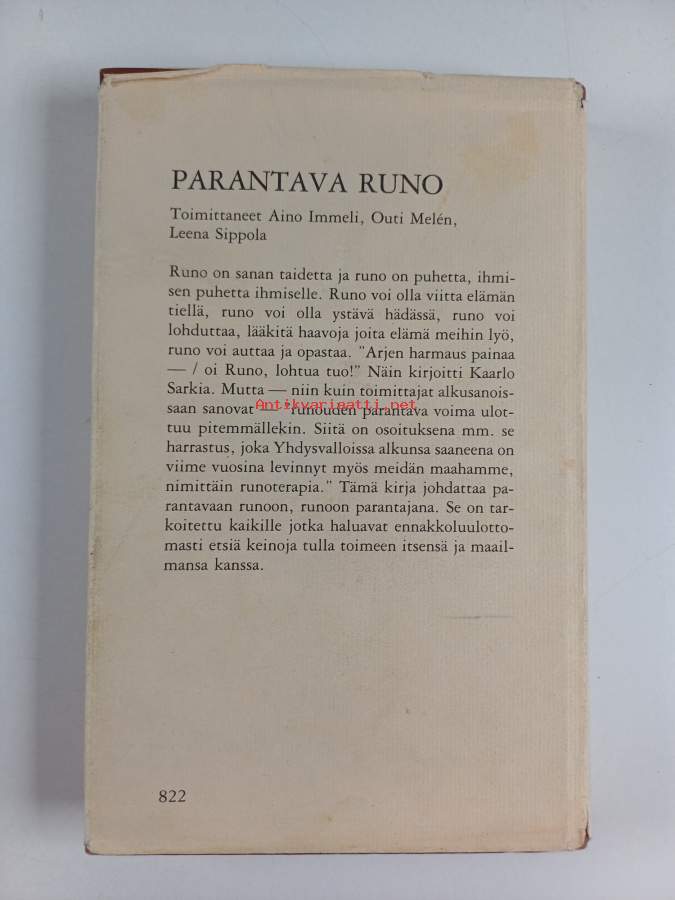 PARANTAVA RUNO
Toimittaneet Aino Immeli, Outi Melén,
Leena Sippola
Runo on sanan taidetta ja runo on puhetta, ihmi-
sen puhetta ihmiselle. Runo voi olla viitta elämän
tiellä, runo voi olla ystävä hädässä, runo voi
lohduttaa, lääkitä haavoja joita elämä meihin lyö,
runo voi auttaa ja opastaa. "Arjen harmaus painaa
— / oi Runo, lohtua tuo!" Näin kirjoitti Kaarlo
Sarkia. Mutta — niin kuin toimittajat alkusanois-
Antikvariaatti.net
saan sanovat — "runouden parantava voima ulot-
tuu pitemmällekin. Siitä on osoituksena mm. se
harrastus, joka Yhdysvalloissa alkunsa saaneena on
viime vuosina levinnyt myös meidän maahamme,
nimittäin runoterapia." Tämä kirja johdattaa pa-
rantavaan runoon, runoon parantajana. Se on tar-
koitettu kaikille jotka haluavat ennakkoluulotto-
masti etsiä keinoja tulla toimeen itsensä ja maail-
mansa kanssa.
822